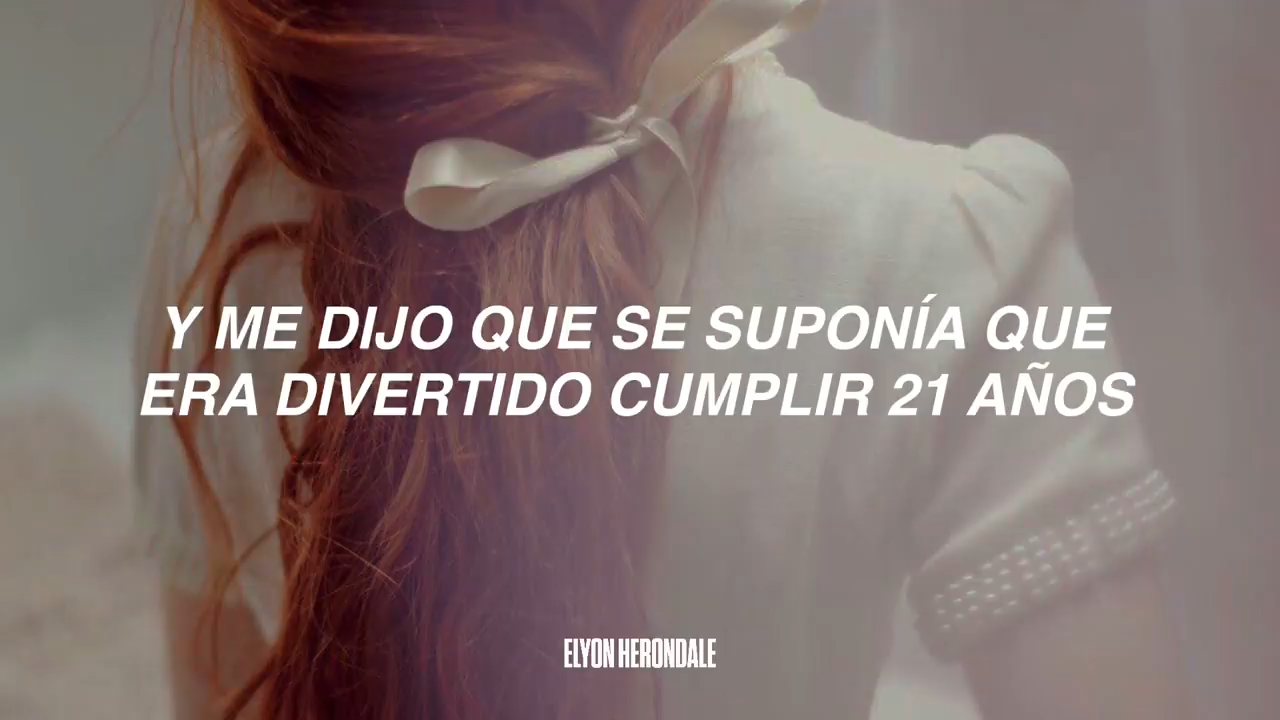 Y ME DIJO QUE SE SUPONÍA QUE
ERA DIVERTIDO CUMPLIR 21 AÑOS
ELYON HERONDALE